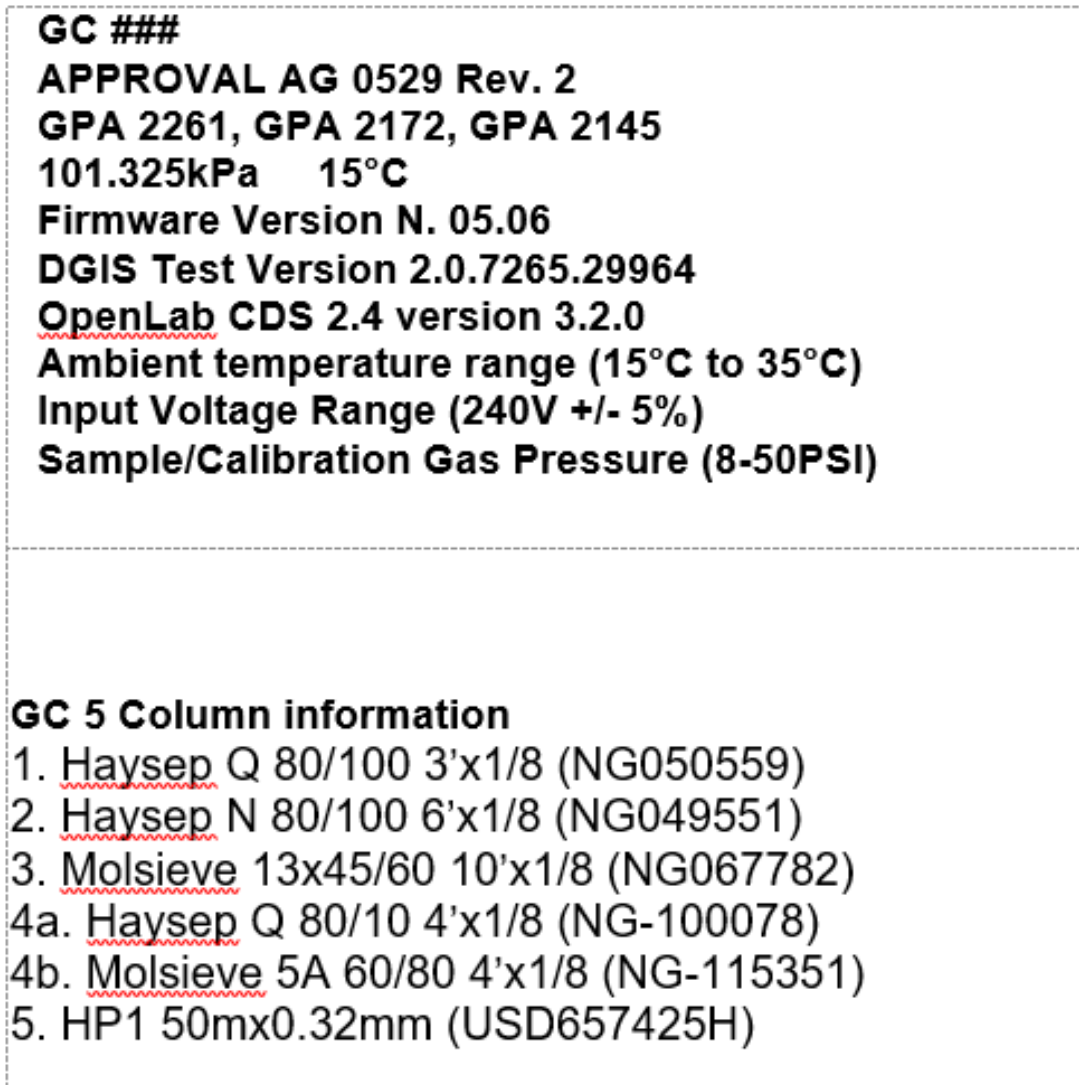 GC ###
APPROVAL AG 0529 Rev. 2
GPA 2261, GPA 2172, GPA 2145
101.325kPa     15°C
Firmware Version N. 05.06
DGIS Test Version 2.0.7265.29964
OpenLab CDS 2.4 version 3.2.0
Ambient temperature range (15°C to 35°C)
Input Voltage Range (240V +/- 5%)
Sample/Calibration Gas Pressure (8-50PSI)
GC 5 Column information
1. Haysep Q 80/100 3’x1/8 (NG050559)
2. Haysep N 80/100 6’x1/8 (NG049551)
3. Molsieve 13x45/60 10’x1/8 (NG067782)
4a. Haysep Q 80/10 4’x1/8 (NG-100078)
4b. Molsieve 5A 60/80 4’x1/8 (NG-115351)
5. HP1 50mx0.32mm (USD657425H)